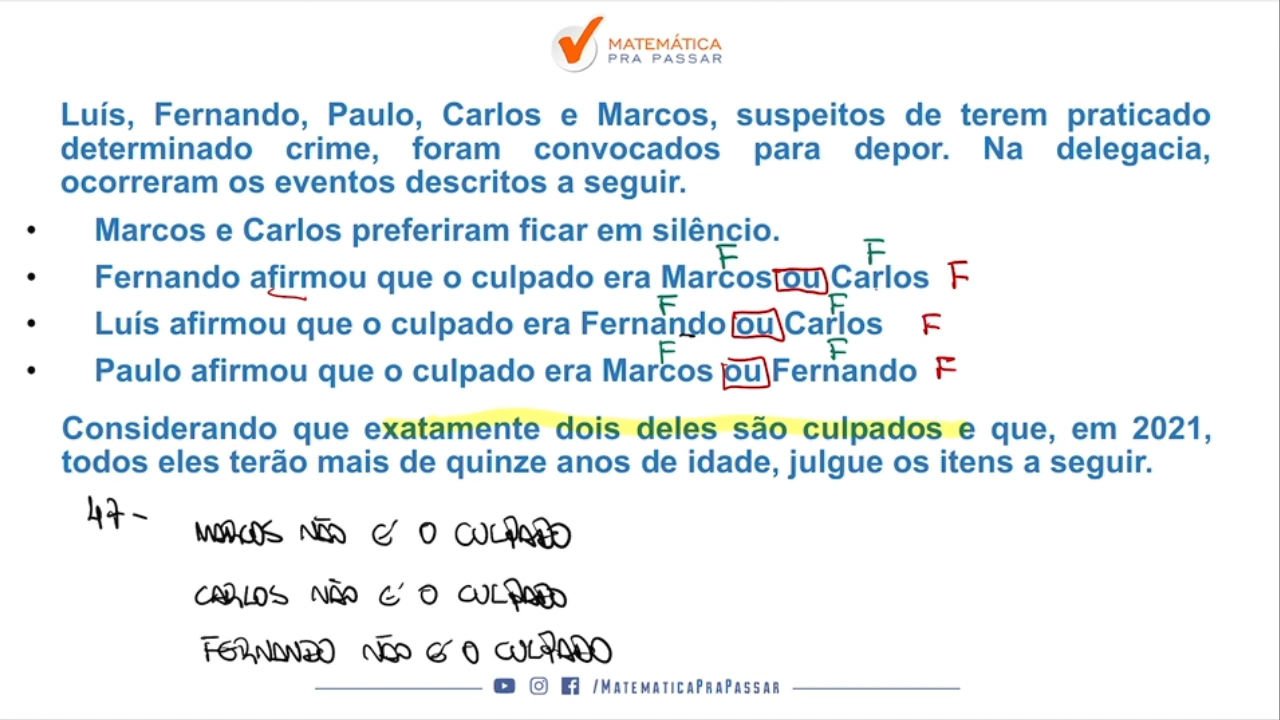 MATEMÁTICA
PRA PASSAR
Luís, Fernando, Paulo, Carlos e Marcos, suspeitos de terem praticado
determinado crime, foram convocados para depor. Na delegacia,
ocorreram os eventos descritos a seguir.
• Marcos e Carlos preferiram ficar em silêncio.
F F
• Fernando afirmou que o culpado era Marcos ou Carlos F
F F
• Luís afirmou que o culpado era Fernando ou Carlos F
F F
• Paulo afirmou que o culpado era Marcos ou Fernando F
Considerando que exatamente dois deles são culpados e que, em 2021,
todos eles terão mais de quinze anos de idade, julgue os itens a seguir.
47-
MARCOS NÃO É O CULPADO
CARLOS NÃO É O CULPADO
FERNANDO NÃO É O CULPADO
/MATEMATICAPRAPASSAR